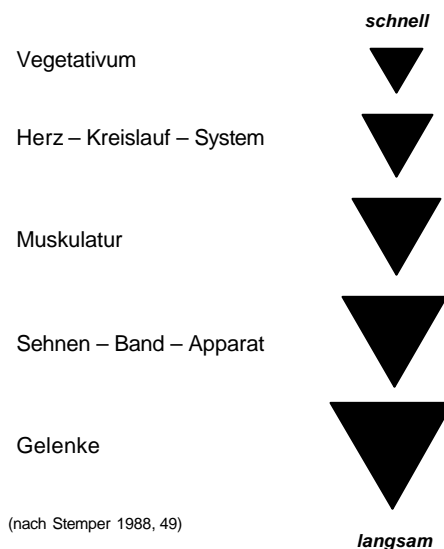 schnell
Vegetativum
Herz – Kreislauf – System
Muskulatur
Sehnen – Band – Apparat
Gelenke
(nach Stemper 1988, 49)
langsam